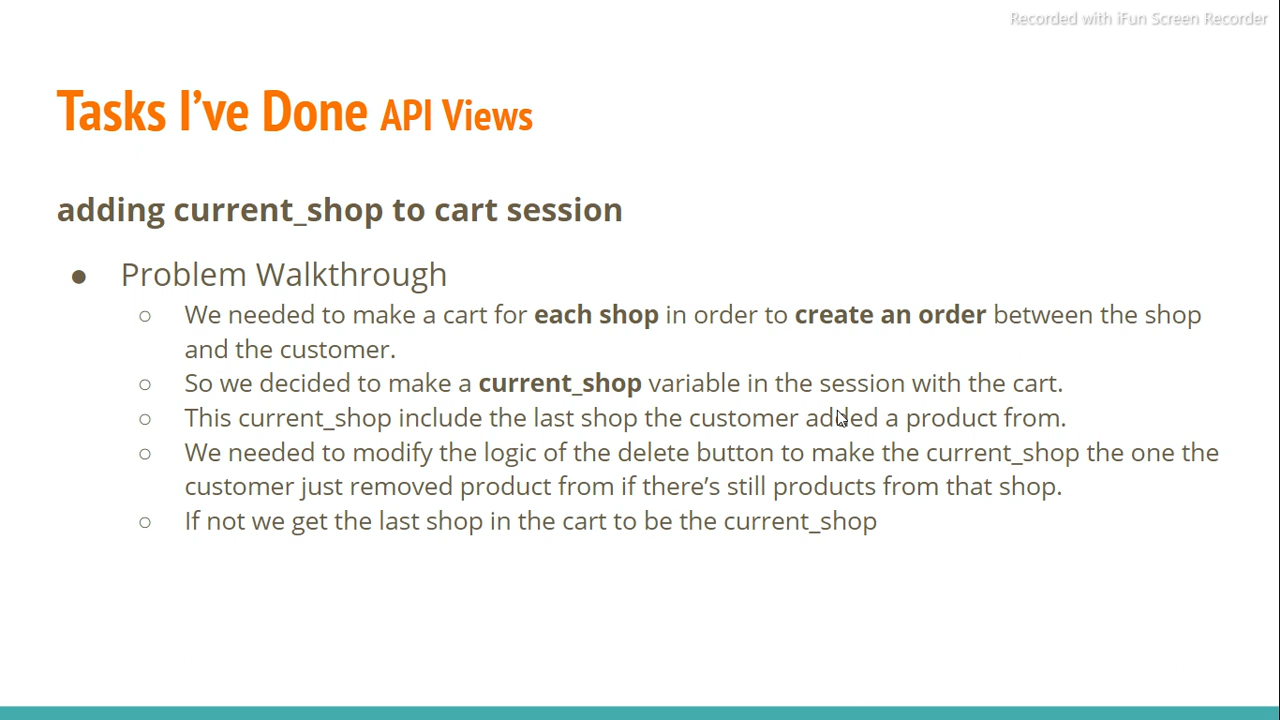 Recorded with iFun Screen Recorder
Tasks I've Done API Views
adding current_shop to cart session
● Problem Walkthrough
○ We needed to make a cart for each shop in order to create an order between the shop
and the customer.
○ So we decided to make a current_shop variable in the session with the cart.
○ This current_shop include the last shop the customer added a product from.
○ We needed to modify the logic of the delete button to make the current_shop the one the
customer just removed product from if there's still products from that shop.
○ If not we get the last shop in the cart to be the current_shop